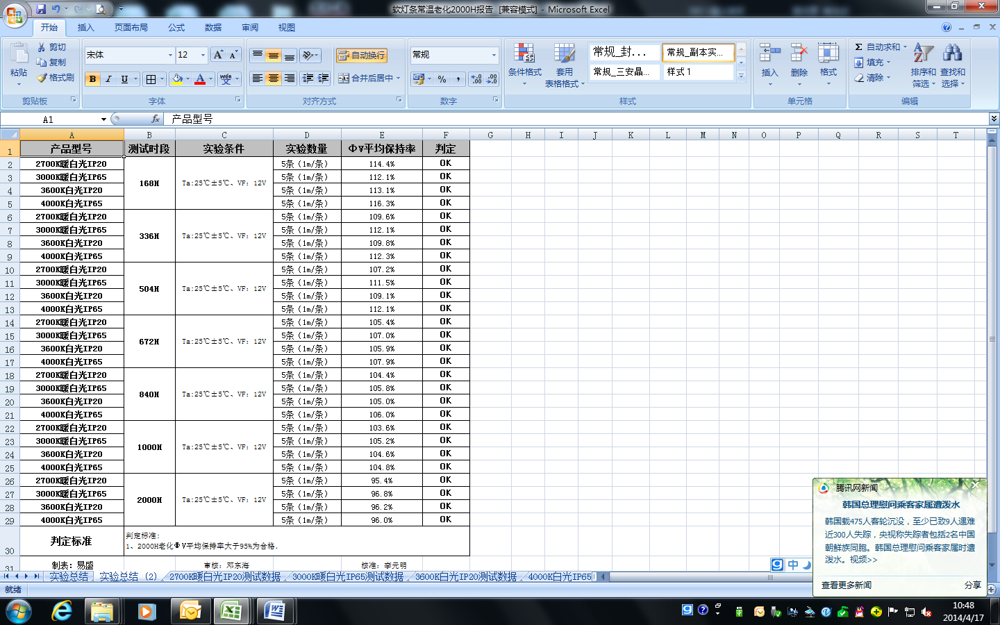 软灯条常温老化2000H报告 [兼容模式] - Microsoft Excel
开始 插入 页面布局 公式 数据 审阅 视图
粘贴 剪切 复制 格式刷
宋体 12
B I U A
自动换行
合并后居中
常规
条件格式
套用
表格格式
常规_封... 常规_副本实...
常规_三安晶... 样式 1
插入 删除 格式
Σ 自动求和
填充
清除
排序和
筛选
查找和
选择
剪贴板 字体 对齐方式 数字 样式 单元格 编辑
A1 fx 产品型号
A B C D E F G H I J K L M N O P Q R S T
1 产品型号 测试时段 实验条件 实验数量 ΦV平均保持率 判定
2 2700K暖白光IP20 168H Ta:25℃±5℃、VF: 12V 5条（1m/条） 114.4% OK
3 3000K暖白光IP65 5条（1m/条） 112.1% OK
4 3600K白光IP20 5条（1m/条） 113.1% OK
5 4000K白光IP65 5条（1m/条） 116.3% OK
6 2700K暖白光IP20 336H Ta:25℃±5℃、VF: 12V 5条（1m/条） 109.6% OK
7 3000K暖白光IP65 5条（1m/条） 112.1% OK
8 3600K白光IP20 5条（1m/条） 109.8% OK
9 4000K白光IP65 5条（1m/条） 112.3% OK
10 2700K暖白光IP20 504H Ta:25℃±5℃、VF: 12V 5条（1m/条） 107.2% OK
11 3000K暖白光IP65 5条（1m/条） 111.5% OK
12 3600K白光IP20 5条（1m/条） 109.1% OK
13 4000K白光IP65 5条（1m/条） 112.1% OK
14 2700K暖白光IP20 672H Ta:25℃±5℃、VF: 12V 5条（1m/条） 105.4% OK
15 3000K暖白光IP65 5条（1m/条） 107.0% OK
16 3600K白光IP20 5条（1m/条） 105.9% OK
17 4000K白光IP65 5条（1m/条） 107.9% OK
18 2700K暖白光IP20 840H Ta:25℃±5℃、VF: 12V 5条（1m/条） 104.4% OK
19 3000K暖白光IP65 5条（1m/条） 105.8% OK
20 3600K白光IP20 5条（1m/条） 105.0% OK
21 4000K白光IP65 5条（1m/条） 106.0% OK
22 2700K暖白光IP20 1000H Ta:25℃±5℃、VF: 12V 5条（1m/条） 103.6% OK
23 3000K暖白光IP65 5条（1m/条） 105.2% OK
24 3600K白光IP20 5条（1m/条） 104.6% OK
25 4000K白光IP65 5条（1m/条） 104.8% OK
26 2700K暖白光IP20 2000H Ta:25℃±5℃、VF: 12V 5条（1m/条） 95.4% OK
27 3000K暖白光IP65 5条（1m/条） 96.8% OK
28 3600K白光IP20 5条（1m/条） 96.2% OK
29 4000K白光IP65 5条（1m/条） 96.0% OK
30 判定标准 判定标准:
1、2000H老化ΦV平均保持率大于95%为合格.
31 制表: 易盛 审核: 邓东海 核准: 李元明
实验总结 实验总结 (2) 2700K暖白光IP20测试数据 3000K暖白光IP65测试数据 3600K白光IP20测试数据 4000K白光IP65
就绪
中
腾讯网新闻
韩国总理慰问乘客家属遭泼水
韩国载475人客轮沉没，至少已致9人遇难
近300人失踪，央视称失踪者包括2名中国
朝鲜族同胞。韩国总理慰问乘客家属时遭
泼水。视频>>
查看更多新闻 分享
10:48
2014/4/17